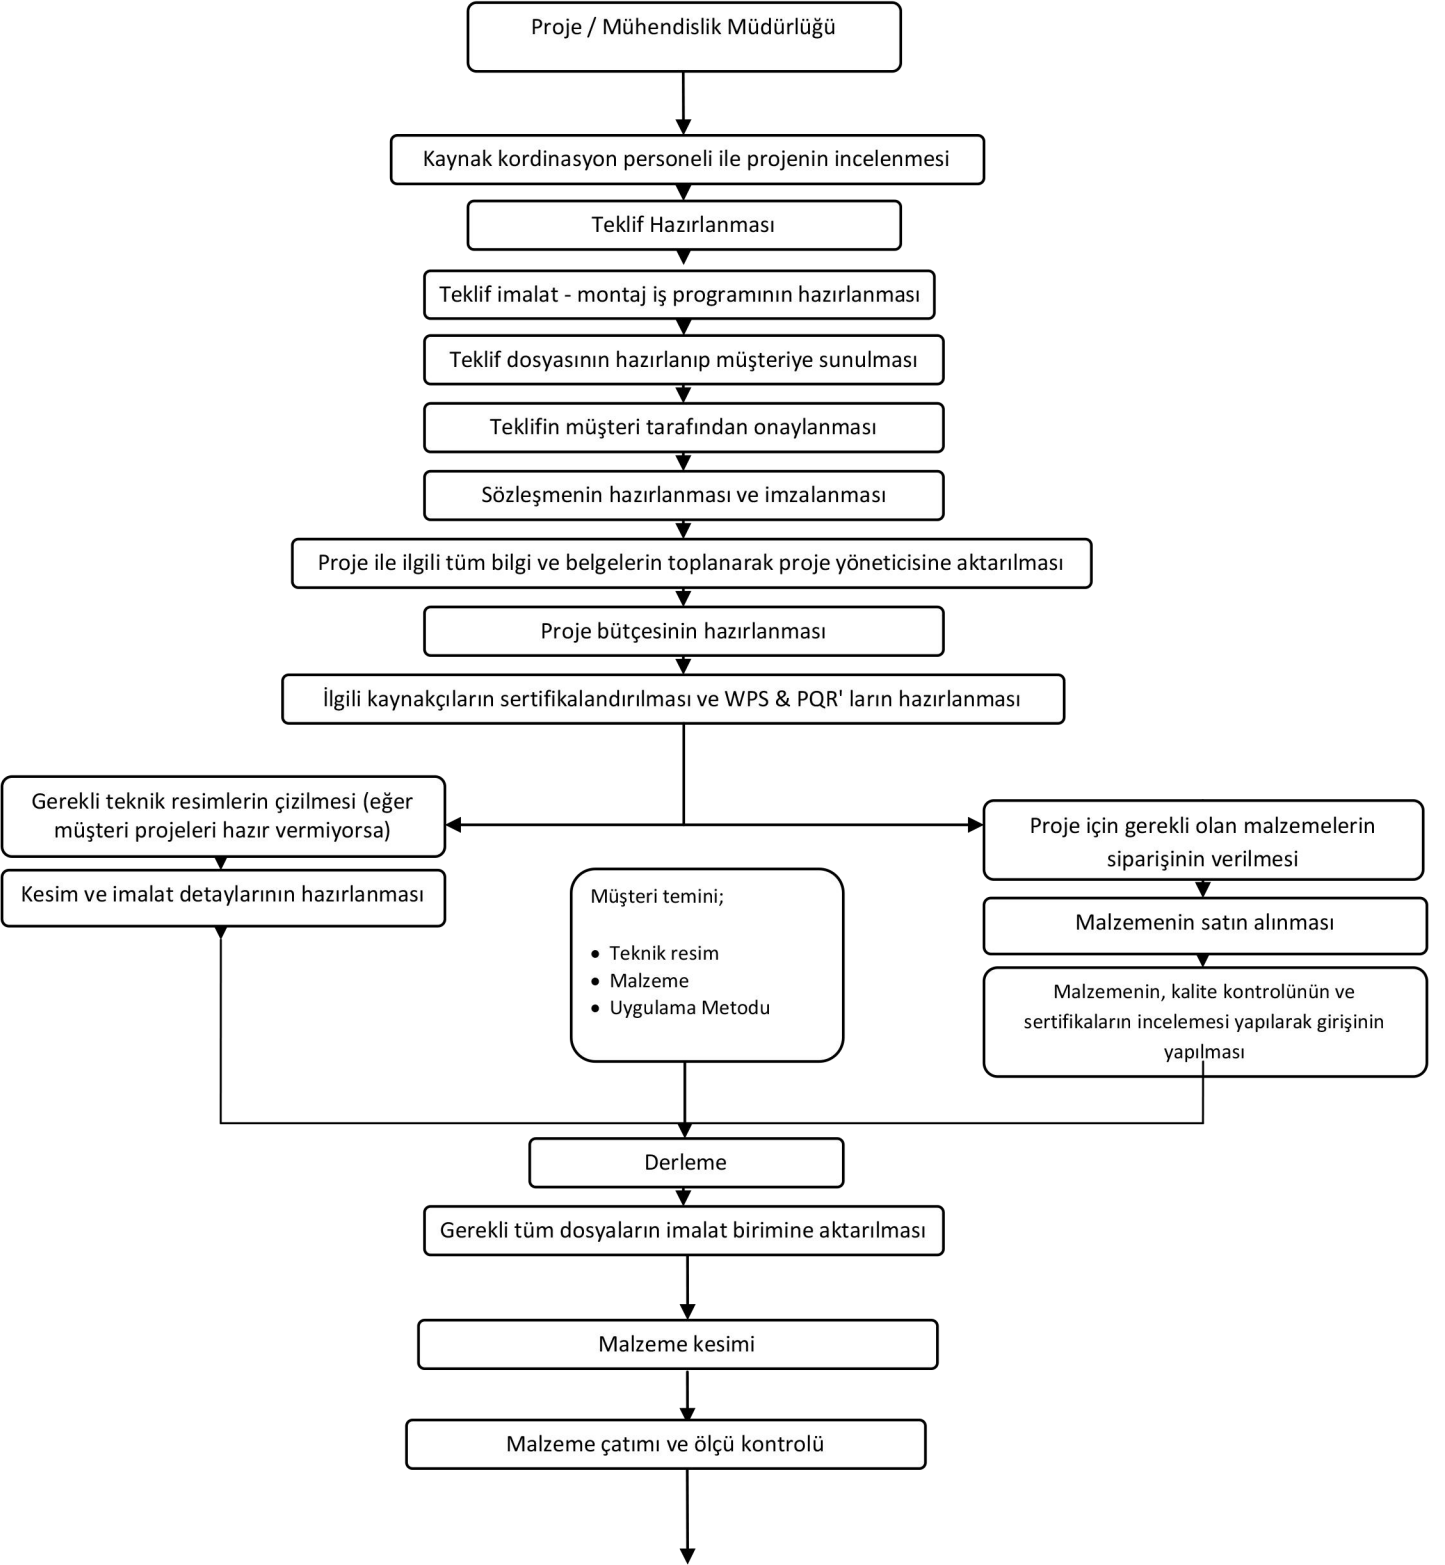 Proje / Mühendislik Müdürlüğü
Kaynak kordinasyon personeli ile projenin incelenmesi
Teklif Hazırlanması
Teklif imalat - montaj iş programının hazırlanması
Teklif dosyasının hazırlanıp müşteriye sunulması
Teklifin müşteri tarafından onaylanması
Sözleşmenin hazırlanması ve imzalanması
Proje ile ilgili tüm bilgi ve belgelerin toplanarak proje yöneticisine aktarılması
Proje bütçesinin hazırlanması
İlgili kaynakçıların sertifikalandırılması ve WPS & PQR' ların hazırlanması
Gerekli teknik resimlerin çizilmesi (eğer
müşteri projeleri hazır vermiyorsa)
Kesim ve imalat detaylarının hazırlanması
Müşteri temini;
• Teknik resim
• Malzeme
• Uygulama Metodu
Proje için gerekli olan malzemelerin
siparişinin verilmesi
Malzemenin satın alınması
Malzemenin, kalite kontrolünün ve
sertifikaların incelemesi yapılarak girişinin
yapılması
Derleme
Gerekli tüm dosyaların imalat birimine aktarılması
Malzeme kesimi
Malzeme çatımı ve ölçü kontrolü